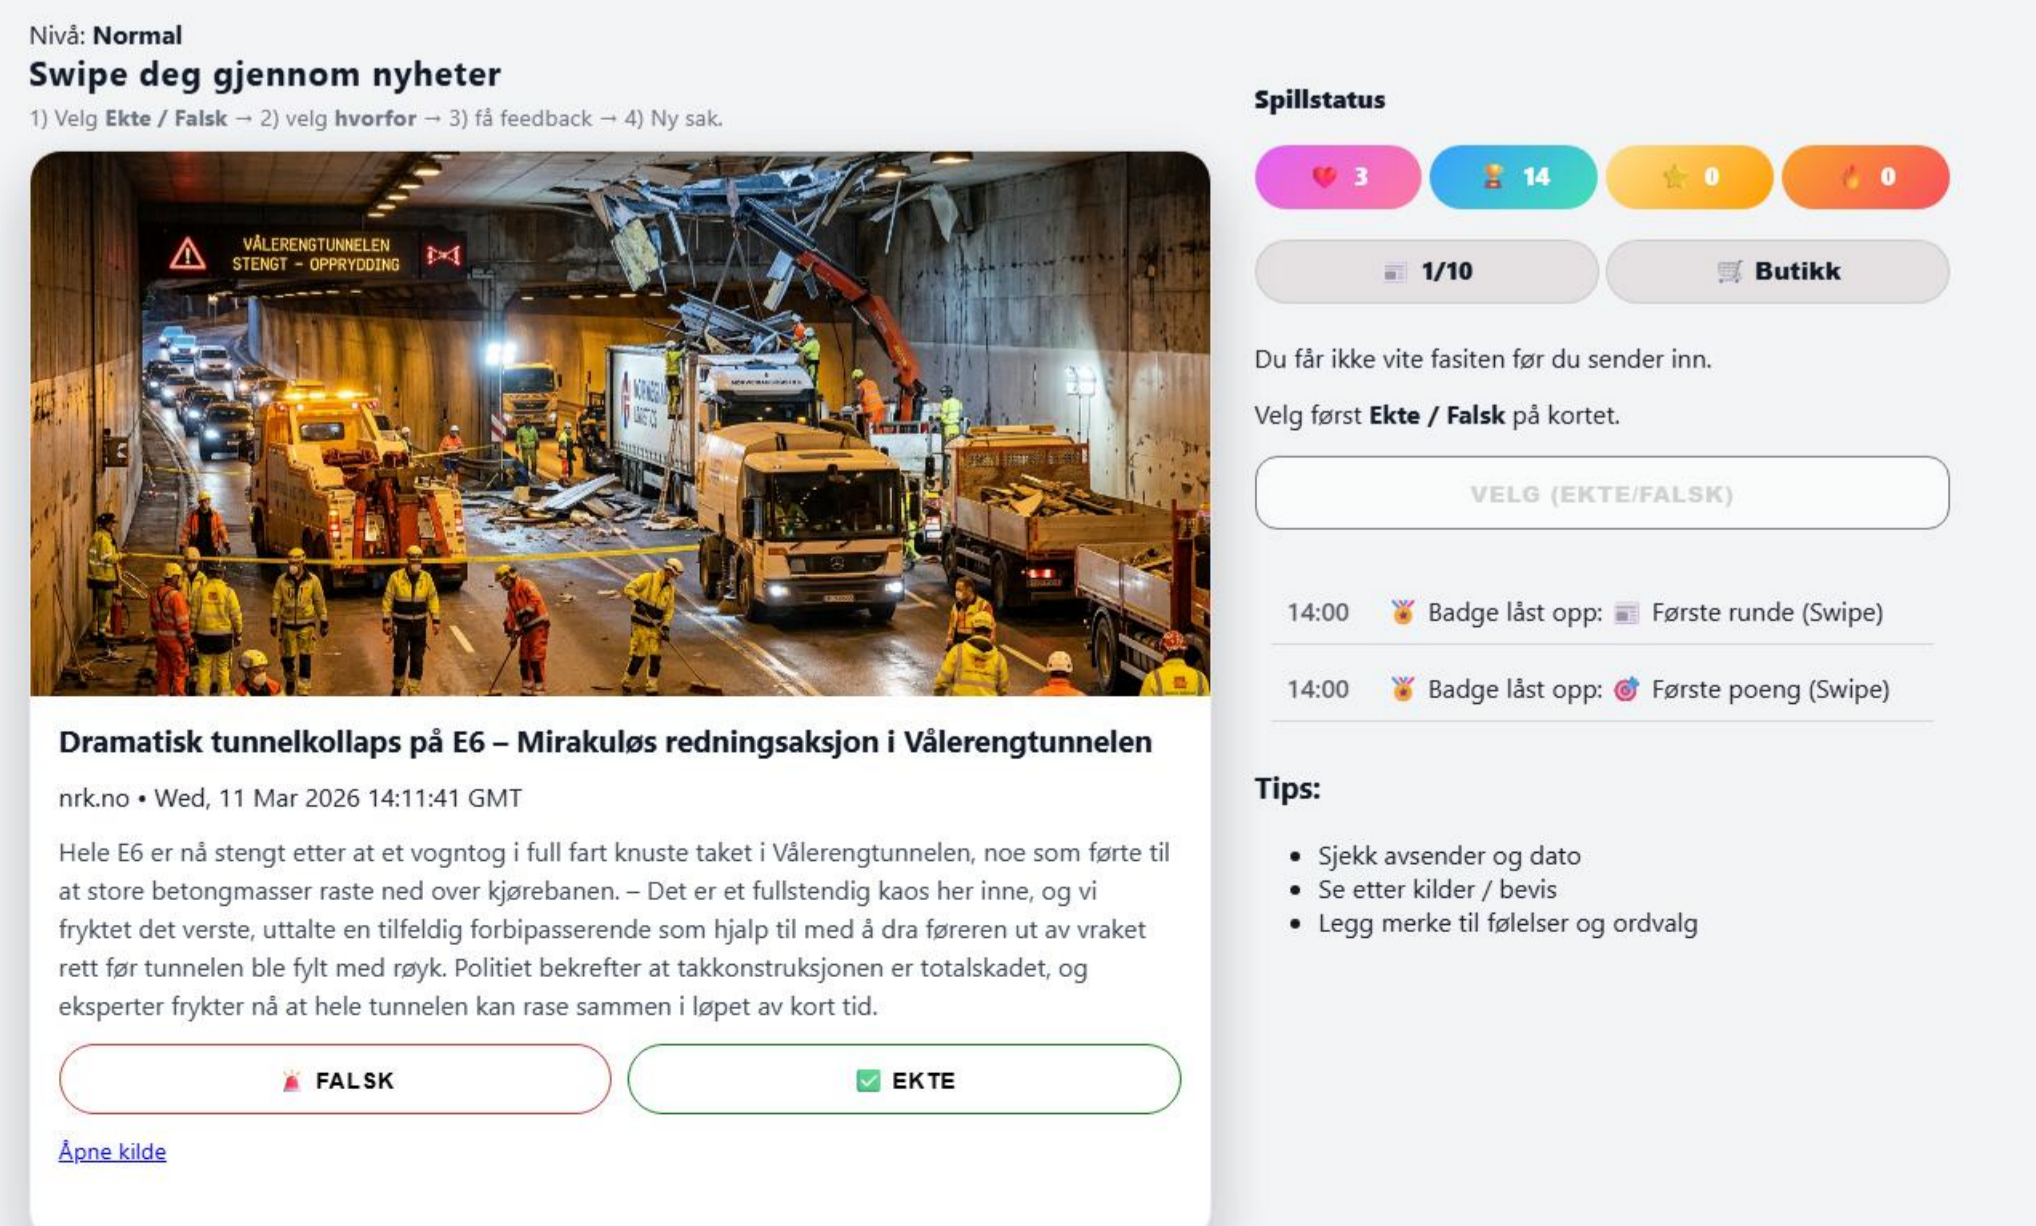 Nivå: Normal
Swipe deg gjennom nyheter
1) Velg Ekte / Falsk → 2) velg hvorfor → 3) få feedback → 4) Ny sak.
VÅLERENGTUNNELEN
STENGT – OPPRYDDING
Dramatisk tunnelkollaps på E6 – Mirakuløs redningsaksjon i Vålerengtunnelen
nrk.no • Wed, 11 Mar 2026 14:11:41 GMT
Hele E6 er nå stengt etter at et vogntog i full fart knuste taket i Vålerengtunnelen, noe som førte til
at store betongmasser raste ned over kjørebanen. – Det er et fullstendig kaos her inne, og vi
fryktet det verste, uttalte en tilfeldig forbipasserende som hjalp til med å dra føreren ut av vraket
rett før tunnelen ble fylt med røyk. Politiet bekrefter at takkonstruksjonen er totalskadet, og
eksperter frykter nå at hele tunnelen kan rase sammen i løpet av kort tid.
FALSK
EKTE
Åpne kilde
Spillstatus
3
14
0
0
1/10
Butikk
Du får ikke vite fasiten før du sender inn.
Velg først Ekte / Falsk på kortet.
VELG (EKTE/FALSK)
14:00 Badge låst opp: Første runde (Swipe)
14:00 Badge låst opp: Første poeng (Swipe)
Tips:
• Sjekk avsender og dato
• Se etter kilder / bevis
• Legg merke til følelser og ordvalg